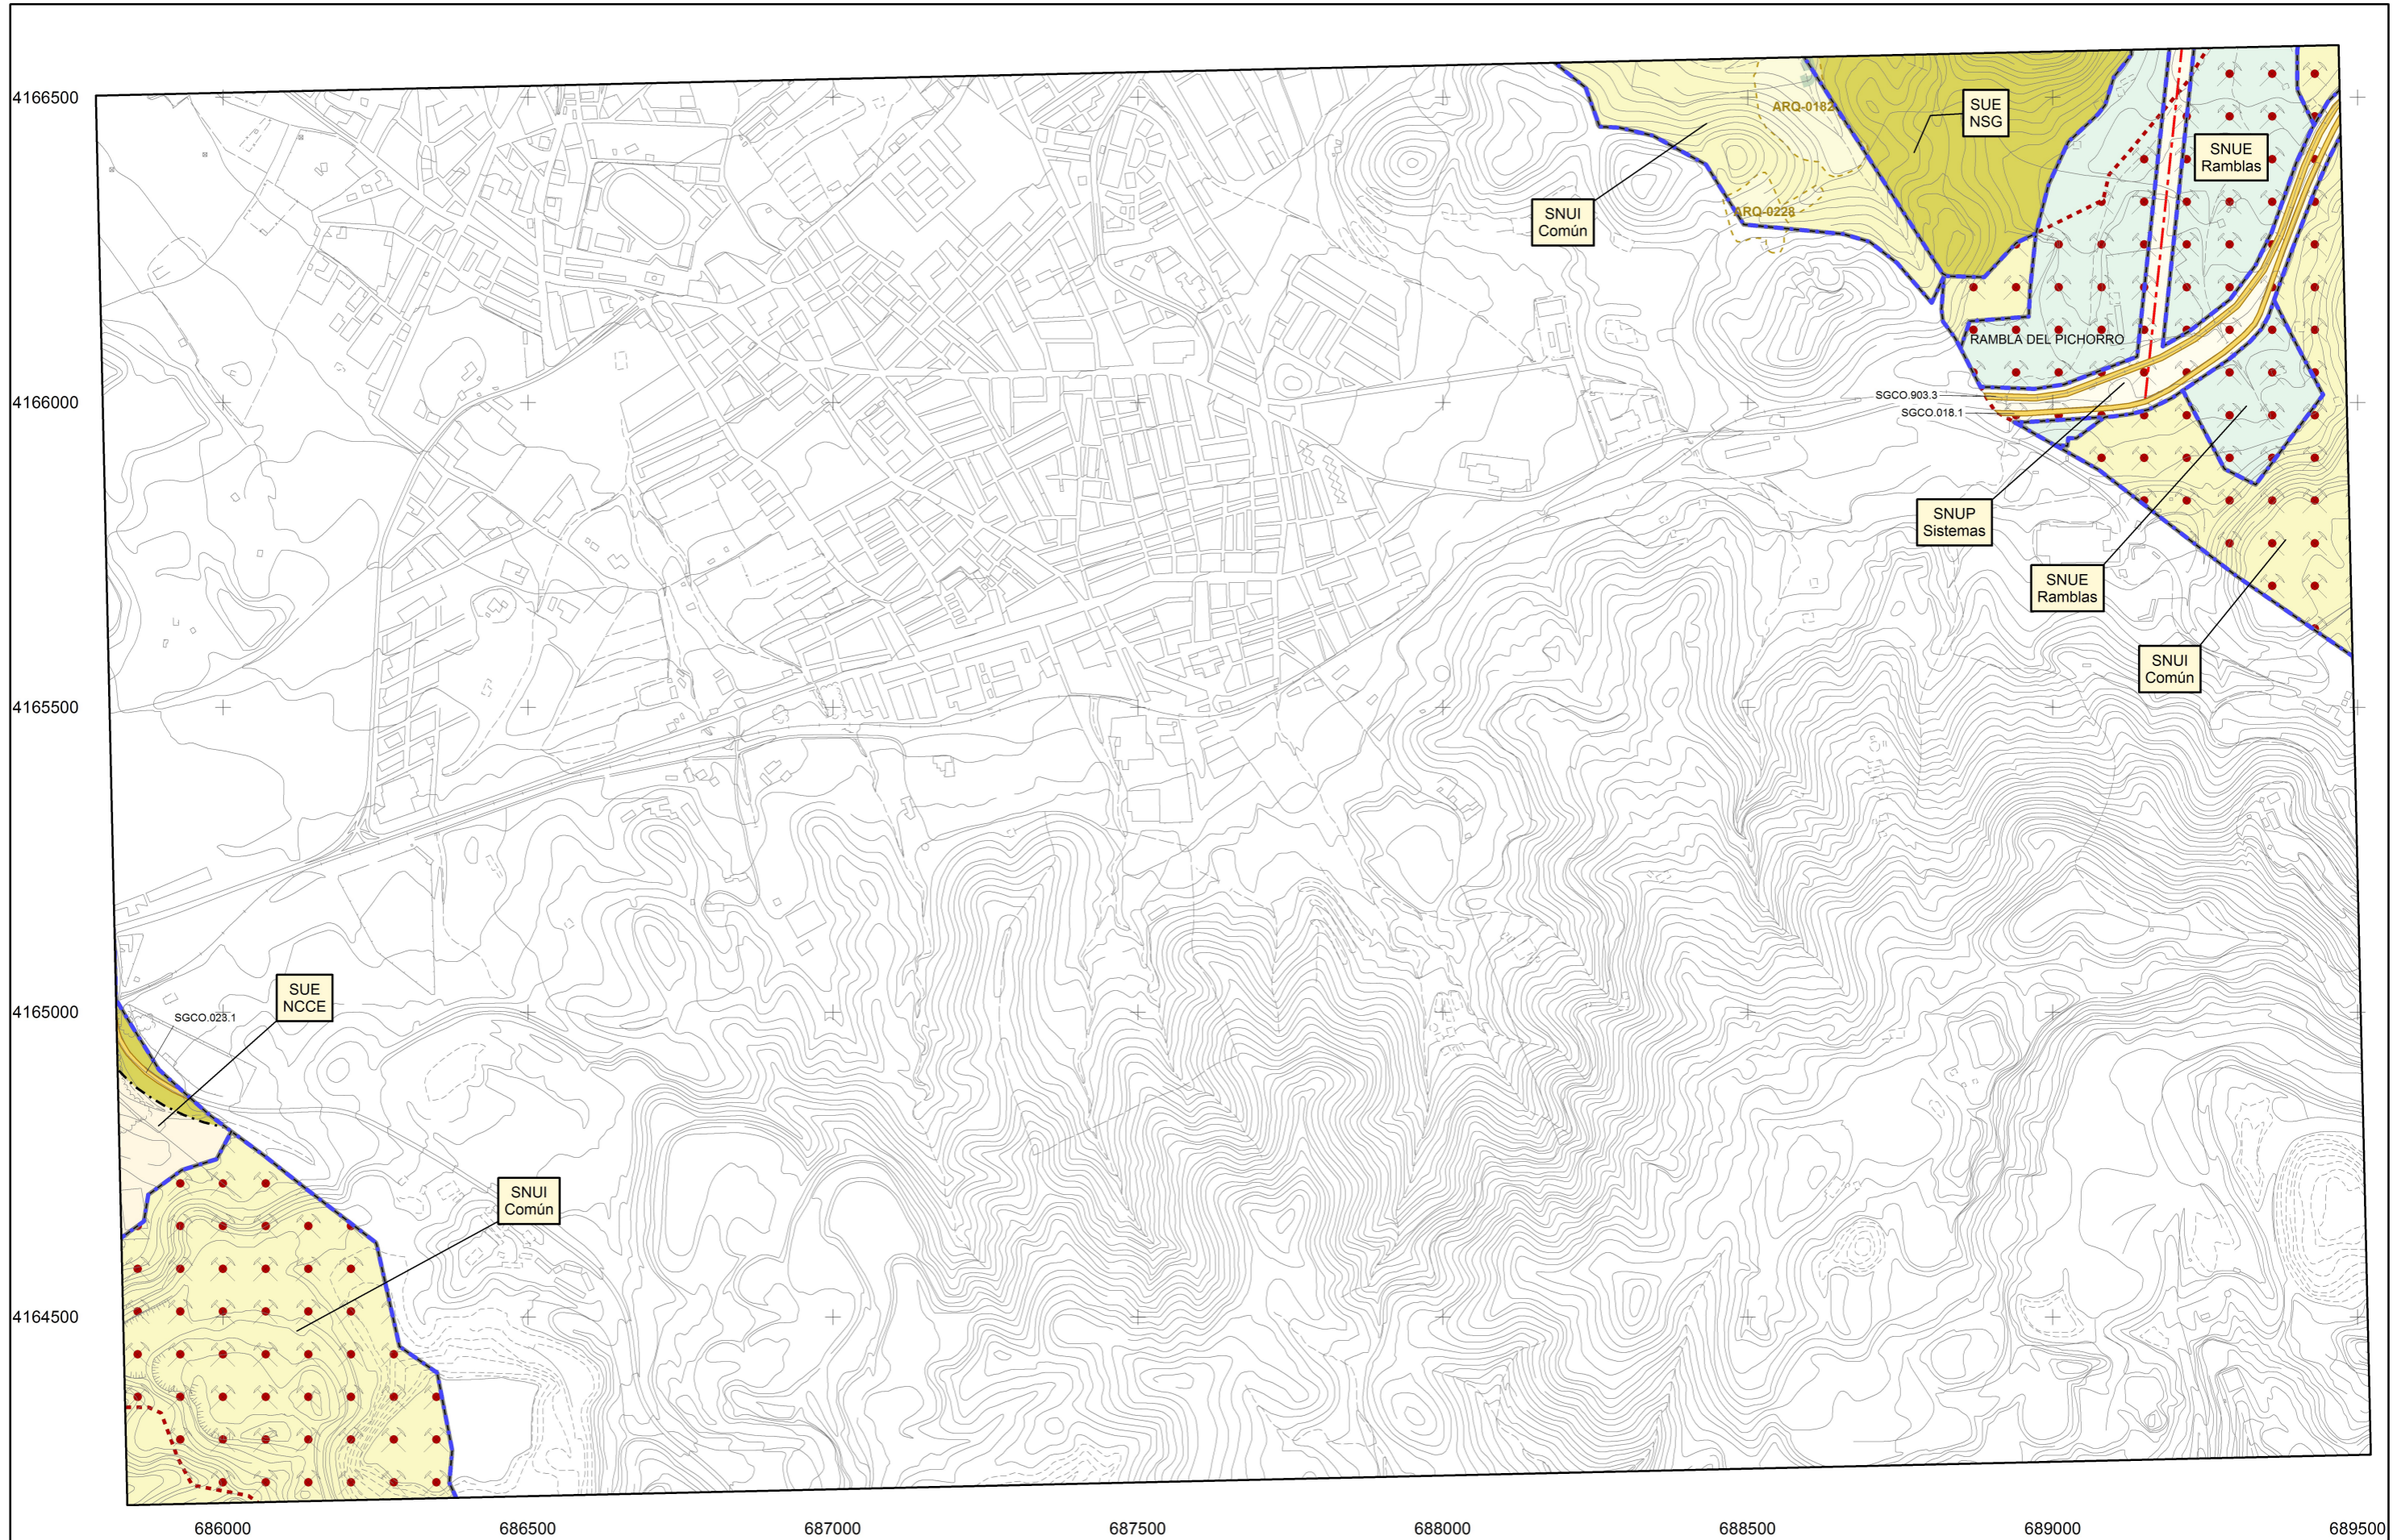 4166500
ARQ-0182
SUE
NSG
SNUE
Ramblas
SNUI
Común
ARQ-0228
RAMBLA DEL PICHORRO
4166000
SGCO.903.3
SGCO.018.1
SNUP
Sistemas
SNUE
Ramblas
SNUI
Común
4165500
SUE
NCCE
4165000
SGCO.023.1
SNUI
Común
4164500
686000
686500
687000
687500
688000
688500
689000
689500